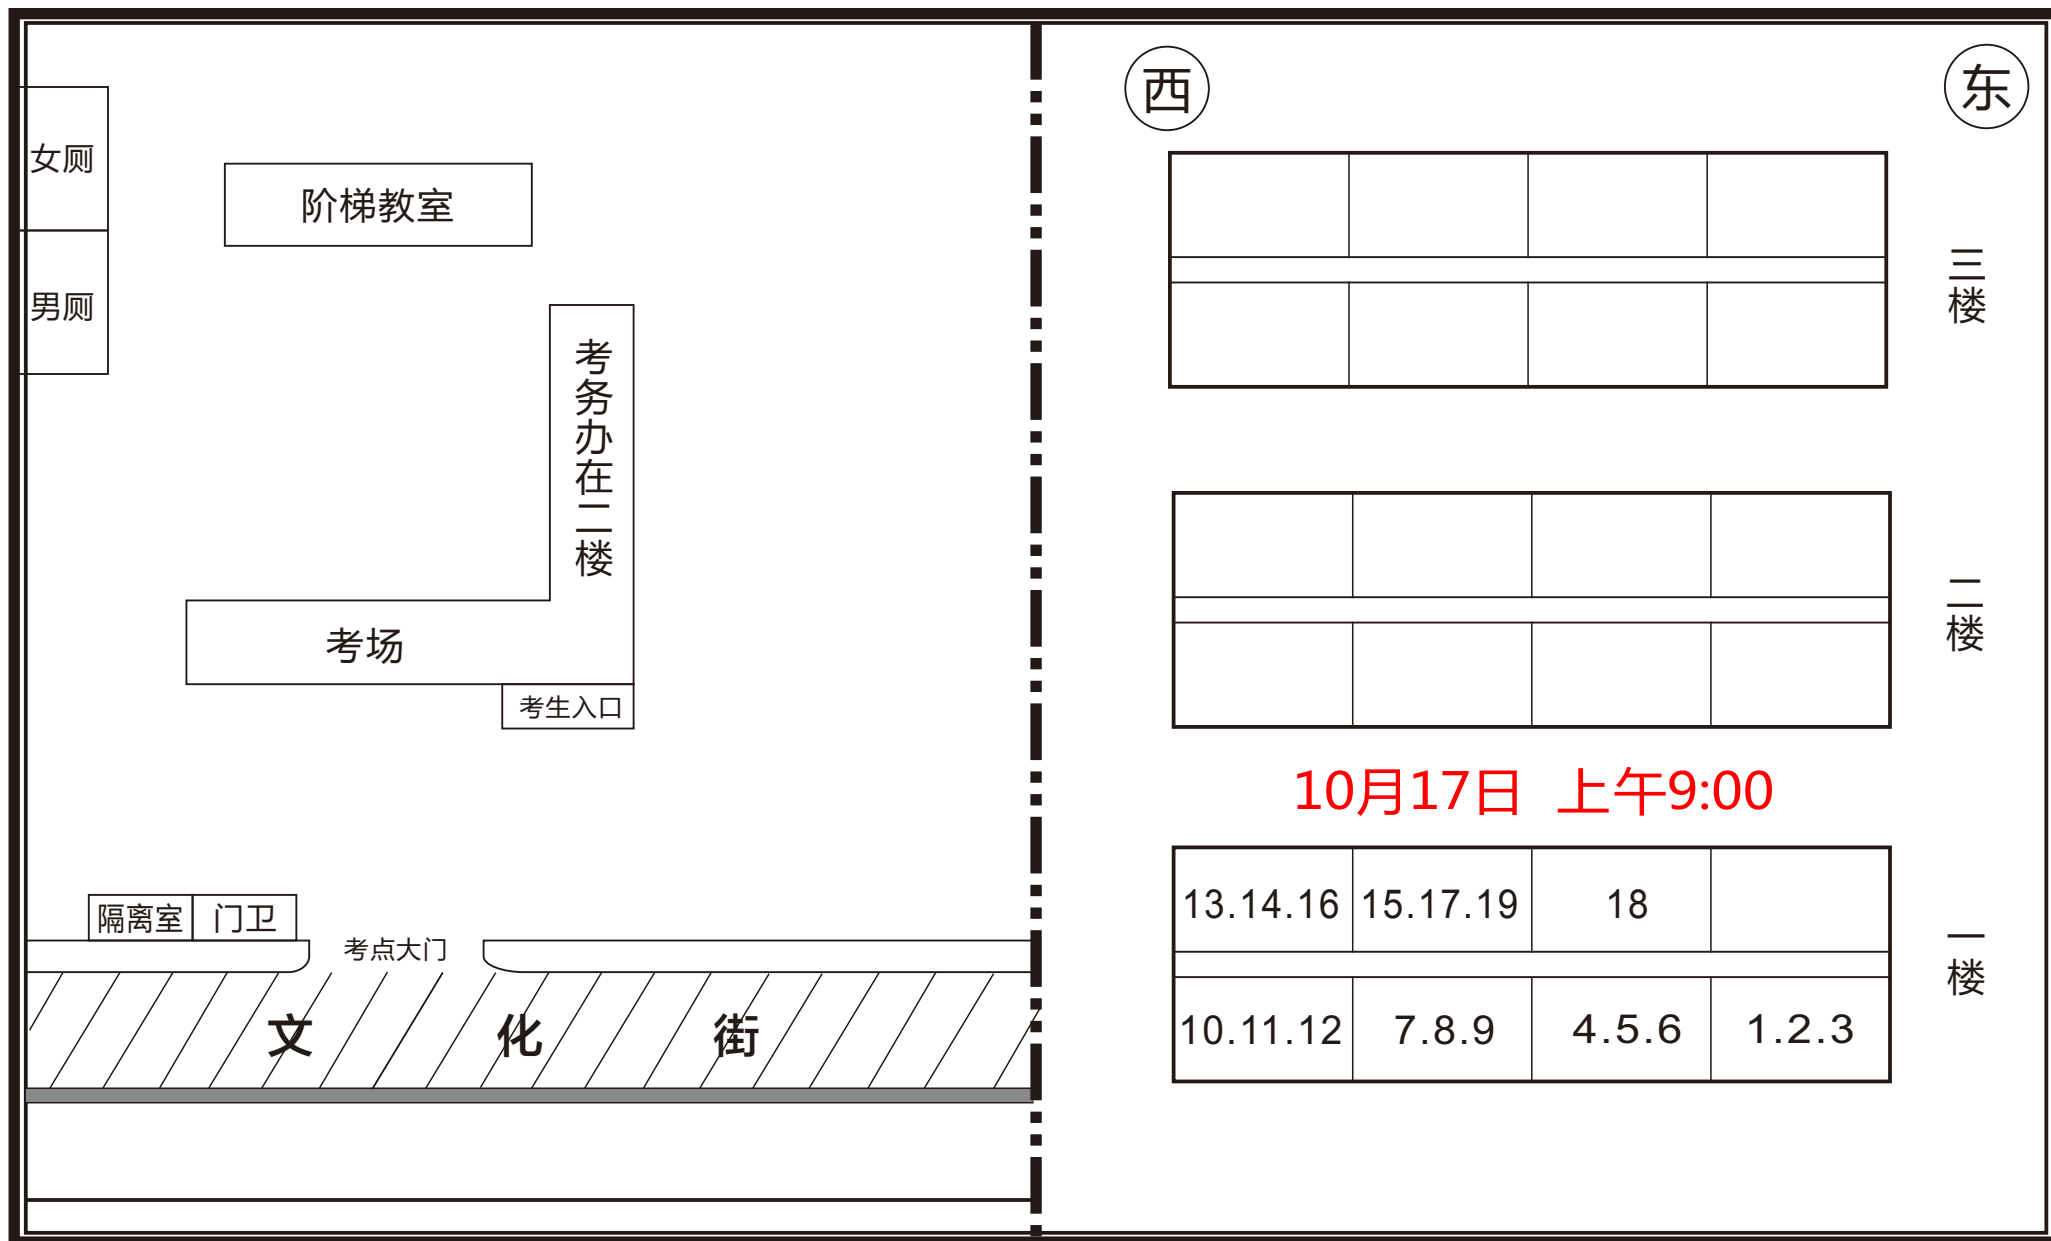 女厕
男厕
阶梯教室
考务办在二楼
考场
考生入口
隔离室
门卫
考点大门
文化街
西
东
三楼
二楼
10月17日 上午9:00
13.14.16
15.17.19
18
10.11.12
7.8.9
4.5.6
1.2.3
一楼